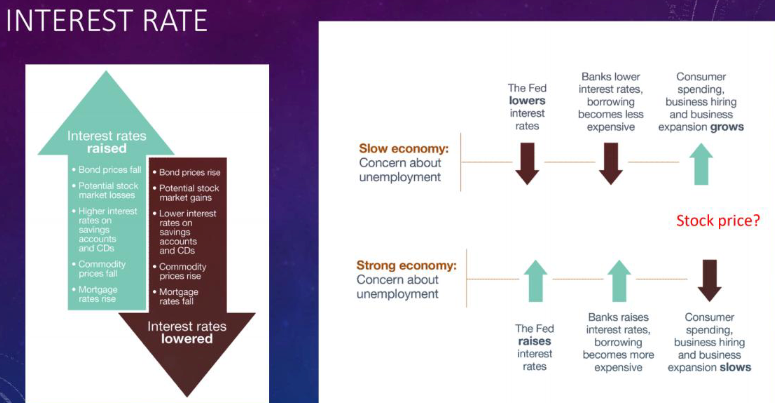 INTEREST RATE
Interest rates
raised
• Bond prices fall
• Potential stock
market losses
• Higher interest
rates on
savings
accounts
and CDs
• Commodity
prices fall
• Mortgage
rates rise
• Bond prices rise
• Potential stock
market gains
• Lower interest
rates on
savings
accounts
and CDs
• Commodity
prices rise
• Mortgage
rates fall
Interest rates
lowered
Slow economy:
Concern about
unemployment
The Fed
lowers
interest
rates
Banks lower
interest rates,
borrowing
becomes less
expensive
Consumer
spending,
business hiring
and business
expansion grows
Stock price?
Strong economy:
Concern about
unemployment
The Fed
raises
interest
rates
Banks raises
interest rates,
borrowing
becomes more
expensive
Consumer
spending,
business hiring
and business
expansion slows